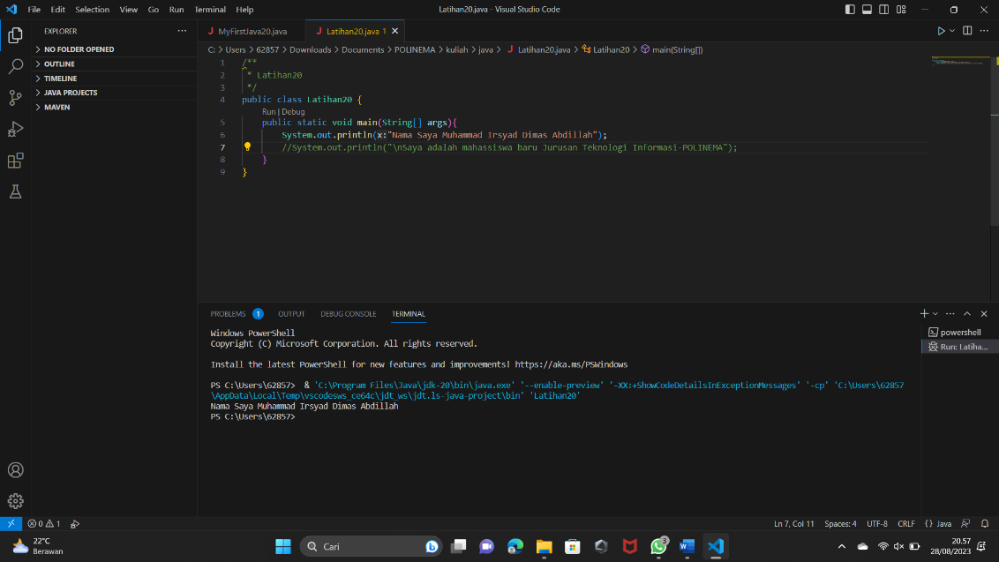 File Edit Selection View Go Run Terminal Help
Latihan20.java - Visual Studio Code
EXPLORER
NO FOLDER OPENED
OUTLINE
TIMELINE
JAVA PROJECTS
MAVEN
J MyFirstJava20.java
J Latihan20.java 1
C: > Users > 62857 > Downloads > Documents > POLINEMA > kuliah > java > J Latihan20.java > Latihan20 > main(String[])
1 /**
2 * Latihan20
3 */
4 public class Latihan20 {
Run | Debug
5 public static void main(String[] args){
6 System.out.println(x:"Nama Saya Muhammad Irsyad Dimas Abdillah");
7 //System.out.println("\nSaya adalah mahassiswa baru Jurusan Teknologi Informasi-POLINEMA");
8 }
9 }
PROBLEMS 1 OUTPUT DEBUG CONSOLE TERMINAL
Windows PowerShell
Copyright (C) Microsoft Corporation. All rights reserved.
Install the latest PowerShell for new features and improvements! https://aka.ms/PSWindows
PS C:\Users\62857> & 'C:\Program Files\Java\jdk-20\bin\java.exe' '--enable-preview' '-XX:+ShowCodeDetailsInExceptionMessages' '-cp' 'C:\Users\62857
\AppData\Local\Temp\vscodesws_ce64c\jdt_ws\jdt.ls-java-project\bin' 'Latihan20'
Nama Saya Muhammad Irsyad Dimas Abdillah
PS C:\Users\62857>
powershell
Run: Latiha...
0 1
Ln 7, Col 11 Spaces: 4 UTF-8 CRLF {} Java
22°C
Berawan
Cari
3
20.57
28/08/2023